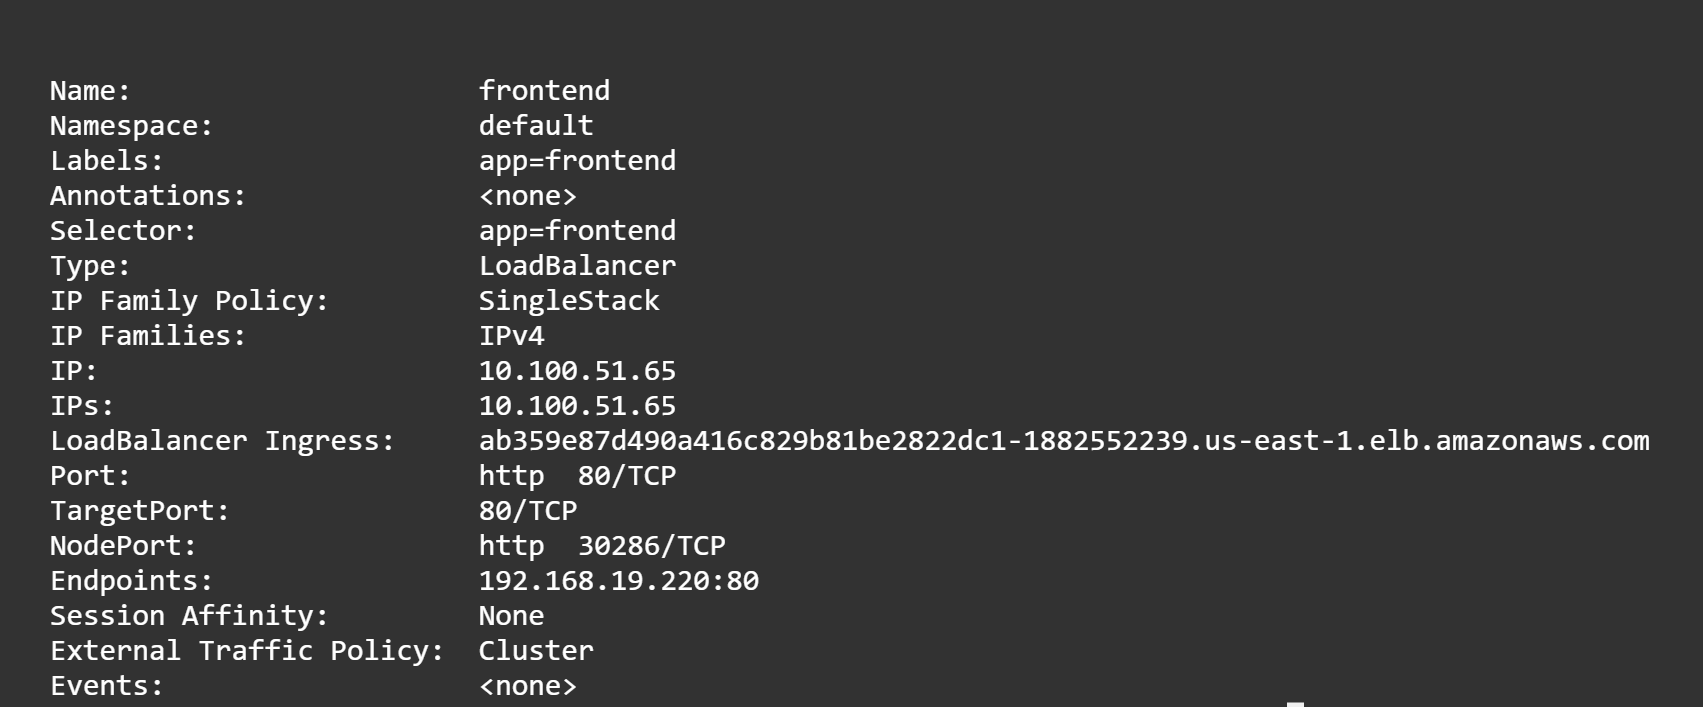 Name: frontend
Namespace: default
Labels: app=frontend
Annotations: <none>
Selector: app=frontend
Type: LoadBalancer
IP Family Policy: SingleStack
IP Families: IPv4
IP: 10.100.51.65
IPs: 10.100.51.65
LoadBalancer Ingress: ab359e87d490a416c829b81be2822dc1-1882552239.us-east-1.elb.amazonaws.com
Port: http 80/TCP
TargetPort: 80/TCP
NodePort: http 30286/TCP
Endpoints: 192.168.19.220:80
Session Affinity: None
External Traffic Policy: Cluster
Events: <none>